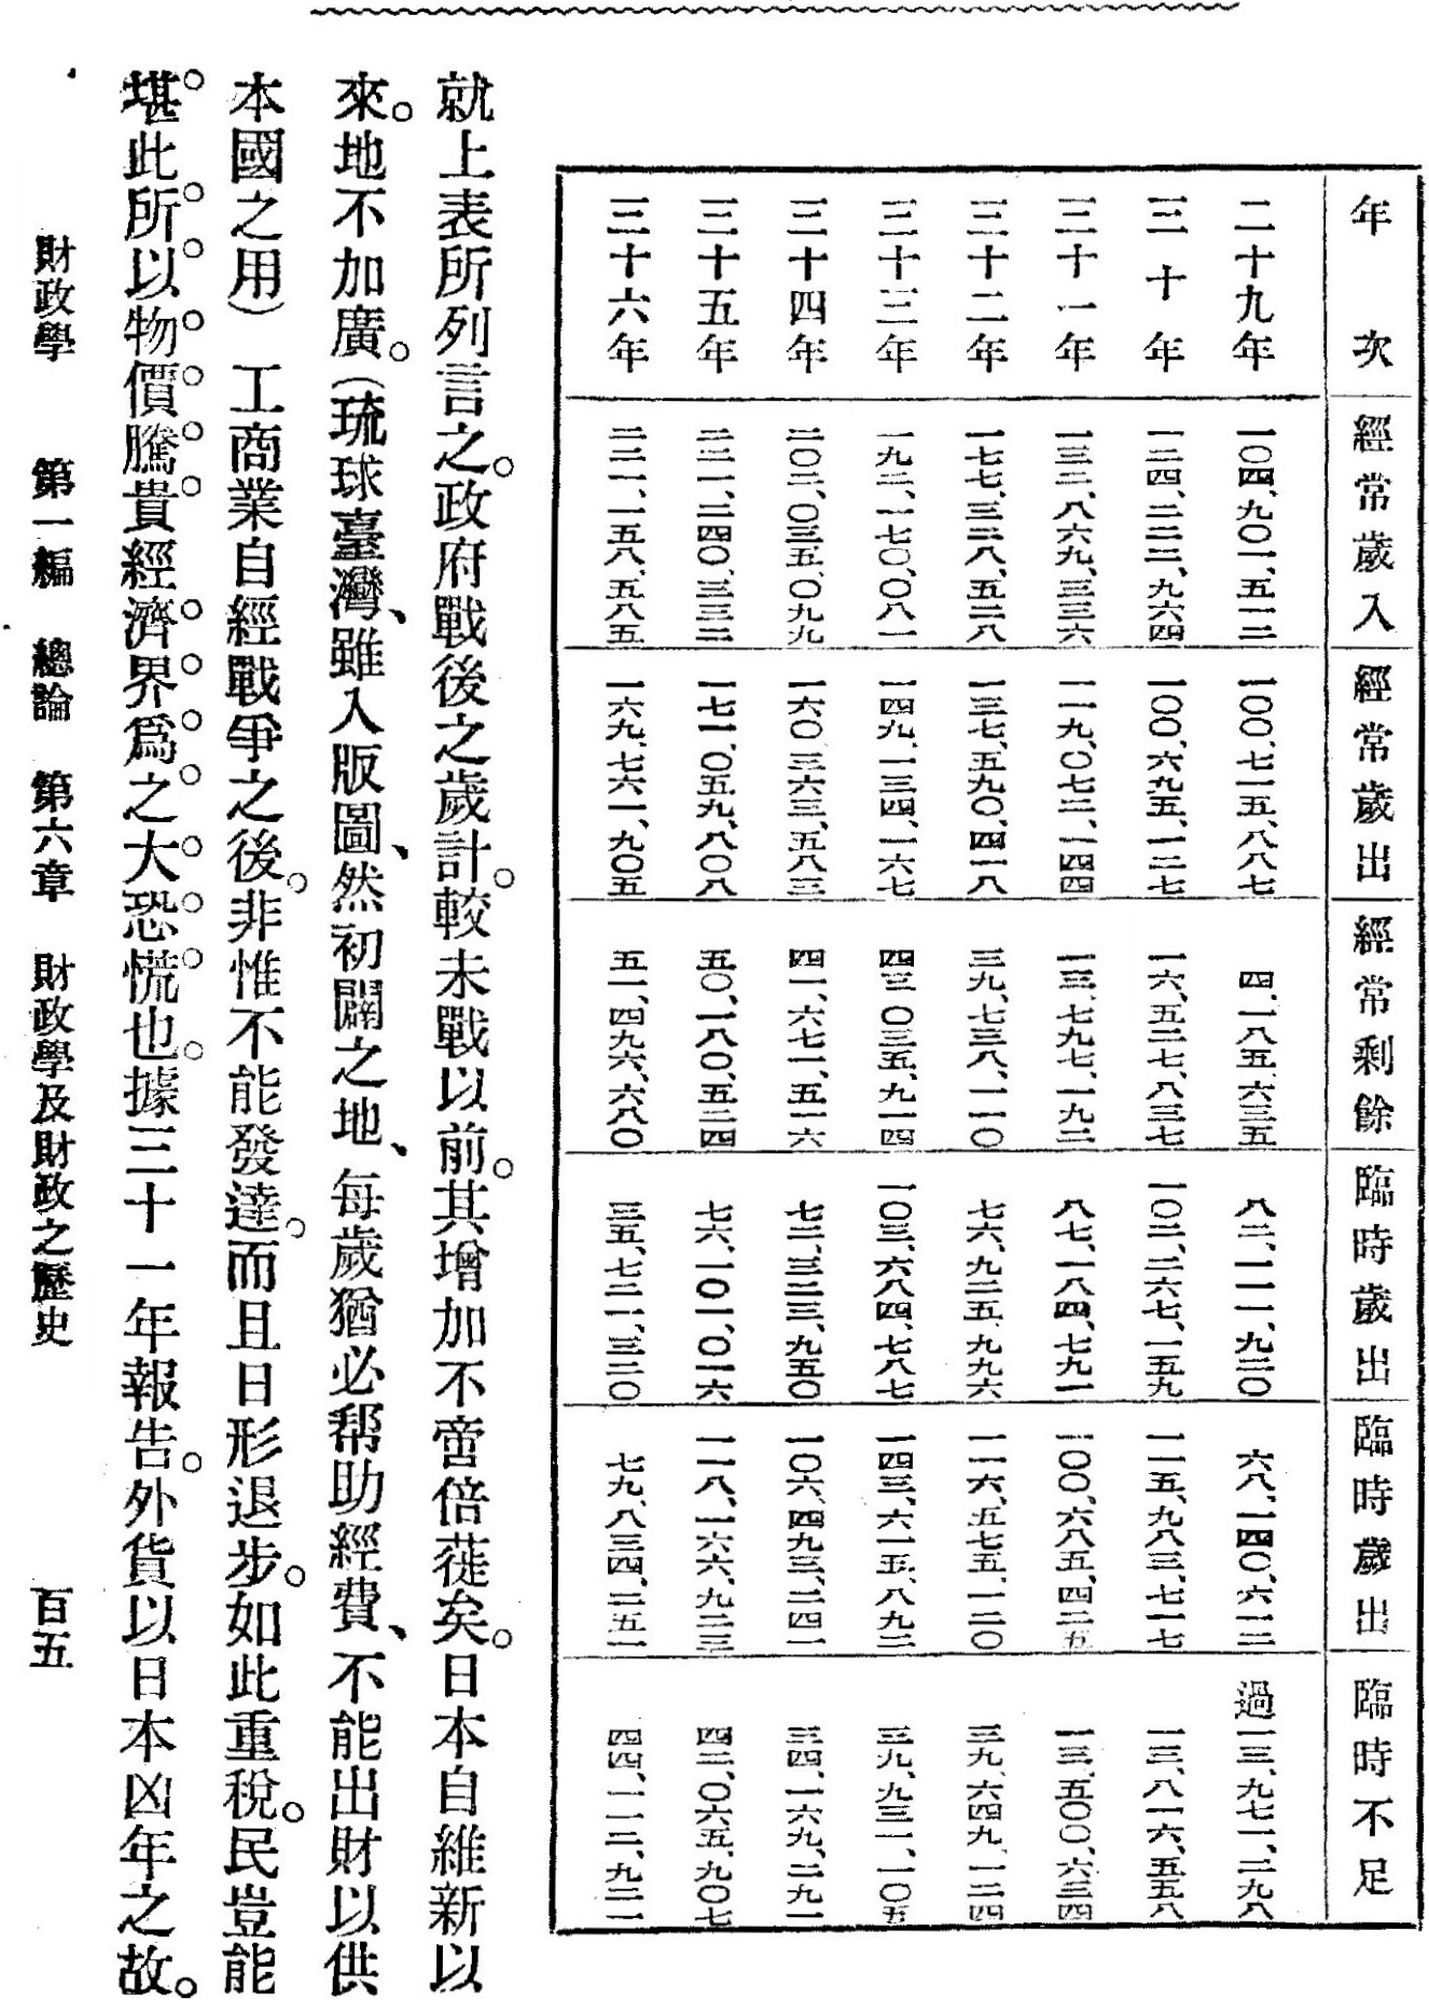 年次 經常歲入 經常歲出 經常剩餘 臨時歲出 臨時歲出 臨時不足
二十九年 一〇四、九〇一、五二二 一〇〇、七一五、八八七 四、一八五、六三五 八二、一一一、九二〇 六八、一四〇、六二二 過一三、九七一、二九八
三十年 一二四、二二二、九六四 一〇〇、六九五、一二七 一六、五二七、八三七 一〇二、二六七、一五九 一一五、九八三、七一七 一三、八一六、五五八
三十一年 一三二、八六九、三三六 一一九、〇七二、一四四 一三、七九七、一九二 八七、一八四、七九一 一〇〇、六八五、四二五 一三、五〇〇、六三四
三十二年 一七七、三二八、五二八 一三七、五九〇、四一八 三九、七三八、一一〇 七六、九二五、九九六 一一六、五七五、一二〇 三九、六四九、一二四
三十三年 一九二、一七〇、〇八一 一四九、一三四、一六七 四三、〇三五、九一四 一〇三、六八四、七八七 一四三、六一五、八九二 三九、九三一、一〇五
三十四年 二〇二、〇三五、〇九九 一六〇、三六三、五八三 四一、六七一、五一六 七二、三二三、九五〇 一〇六、四九三、二四一 三四、一六九、二九一
三十五年 二二一、二四〇、三三二 一七一、〇五九、八〇八 五〇、一八〇、五二四 七六、一〇一、〇一六 一一八、一六六、九二三 四二、〇六五、九〇七
三十六年 二二一、一五八、五八五 一六九、七六一、九〇五 五一、四九六、六八〇 三五、七二一、三二〇 七九、八三四、二五一 四四、一一二、九三一
就上表所列言之。政府戰後之歲計。較未戰以前。其增加不啻倍蓰矣。日本自維新以
來。地不加廣。(琉球臺灣、雖入版圖、然初闢之地、每歲猶必帮助經費、不能出財以供
本國之用)工商業自經戰爭之後。非惟不能發達。而且日形退步。如此重稅。民豈能
堪。此所以物價騰貴經濟界爲之大恐慌也。據三十一年報告。外貨以日本凶年之故。
財政學 第一編 總論 第六章 財政學及財政之歷史 百五